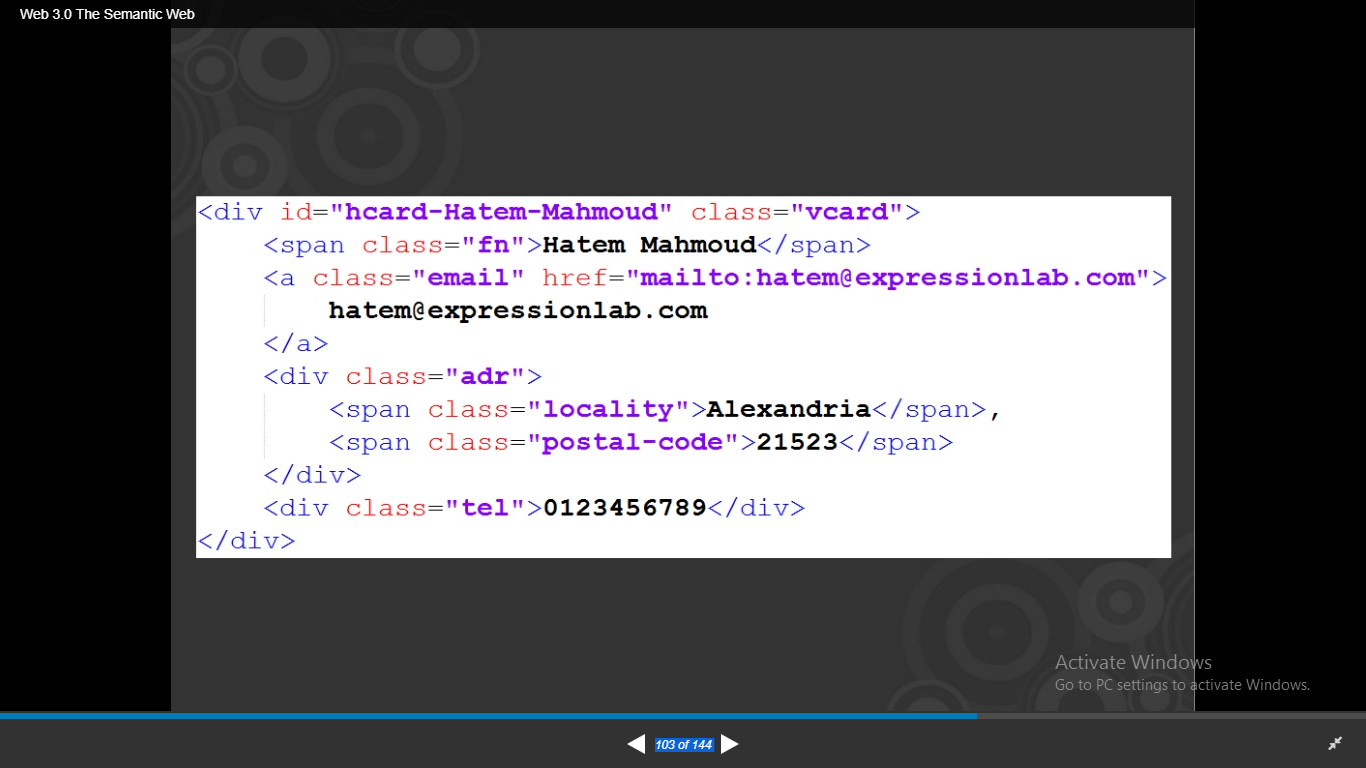 Web 3.0 The Semantic Web
<div id="hcard-Hatem-Mahmoud" class="vcard">
<span class="fn">Hatem Mahmoud</span>
<a class="email" href="mailto:hatem@expressionlab.com">
hatem@expressionlab.com
</a>
<div class="adr">
<span class="locality">Alexandria</span>,
<span class="postal-code">21523</span>
</div>
<div class="tel">0123456789</div>
</div>
Activate Windows
Go to PC settings to activate Windows.
103 of 144